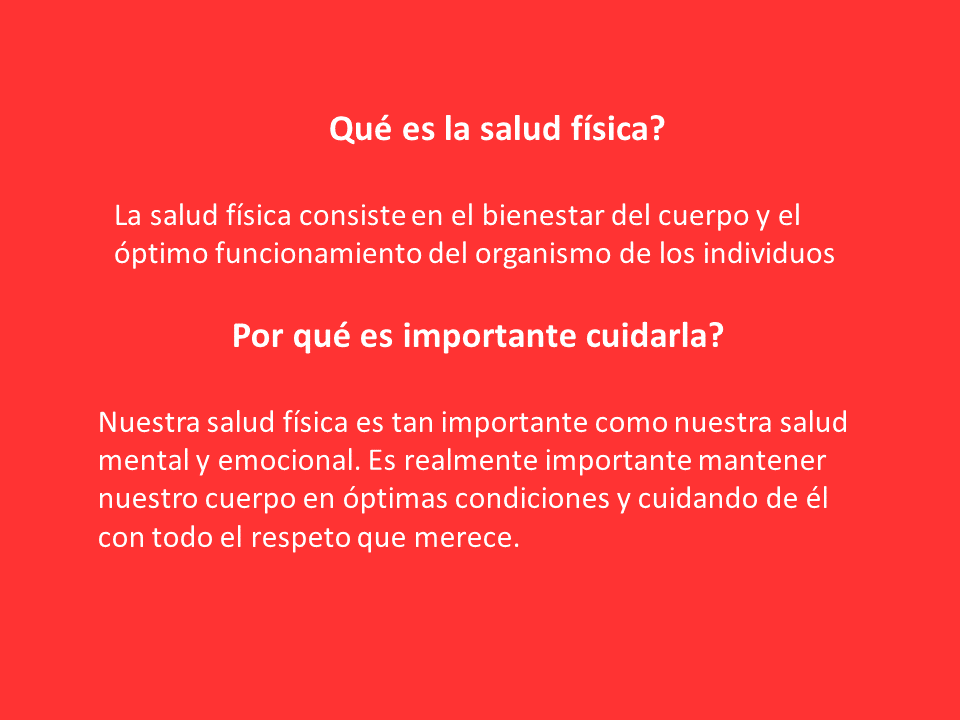 Qué es la salud física?
La salud física consiste en el bienestar del cuerpo y el
óptimo funcionamiento del organismo de los individuos
Por qué es importante cuidarla?
Nuestra salud física es tan importante como nuestra salud
mental y emocional. Es realmente importante mantener
nuestro cuerpo en óptimas condiciones y cuidando de él
con todo el respeto que merece.